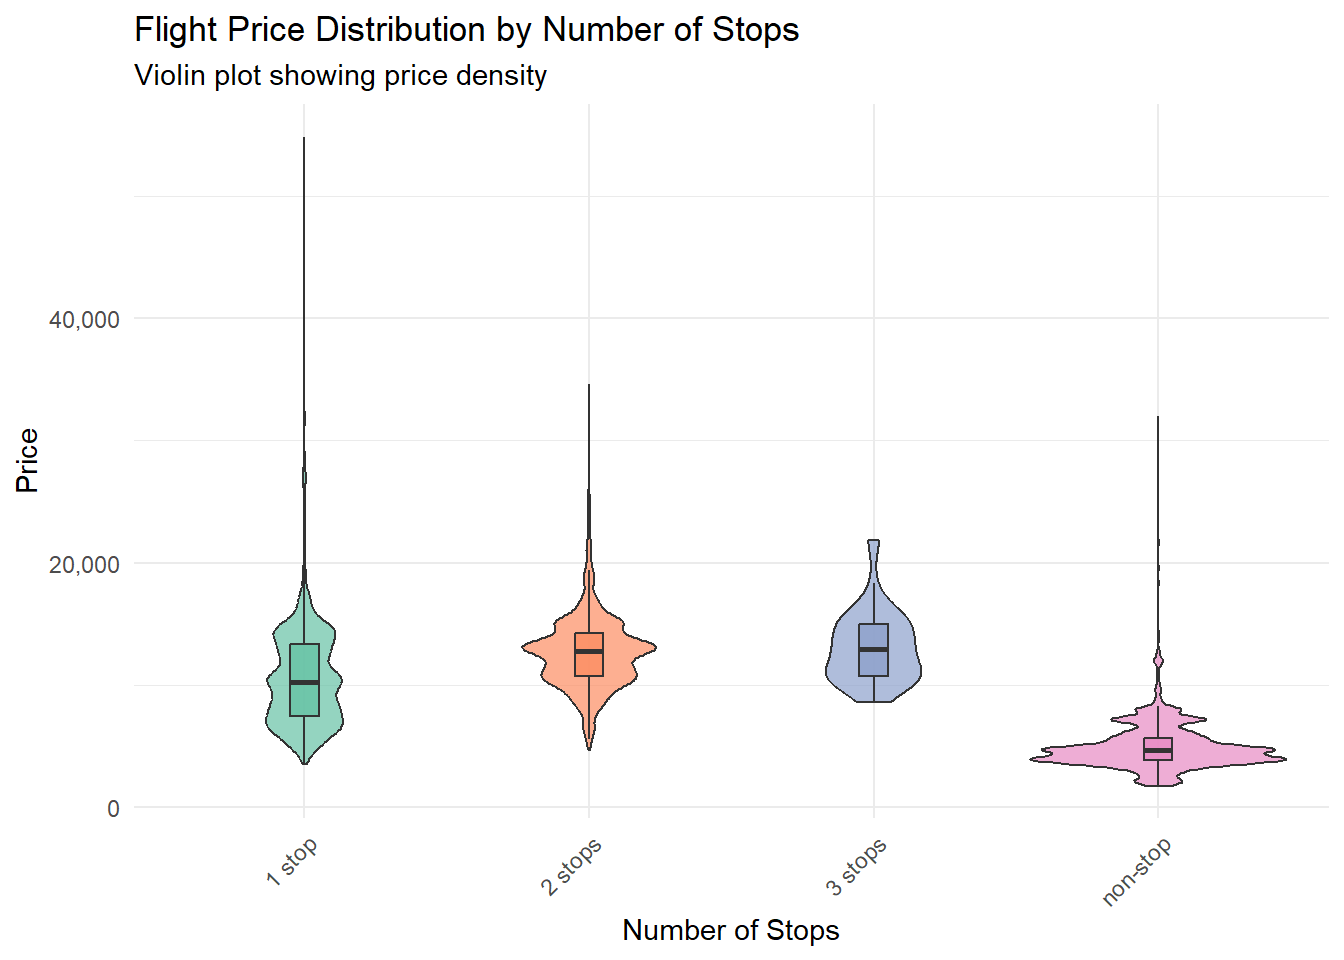 Flight Price Distribution by Number of Stops
Violin plot showing price density
Price
40,000
20,000
0
1 stop
2 stops
3 stops
non-stop
Number of Stops